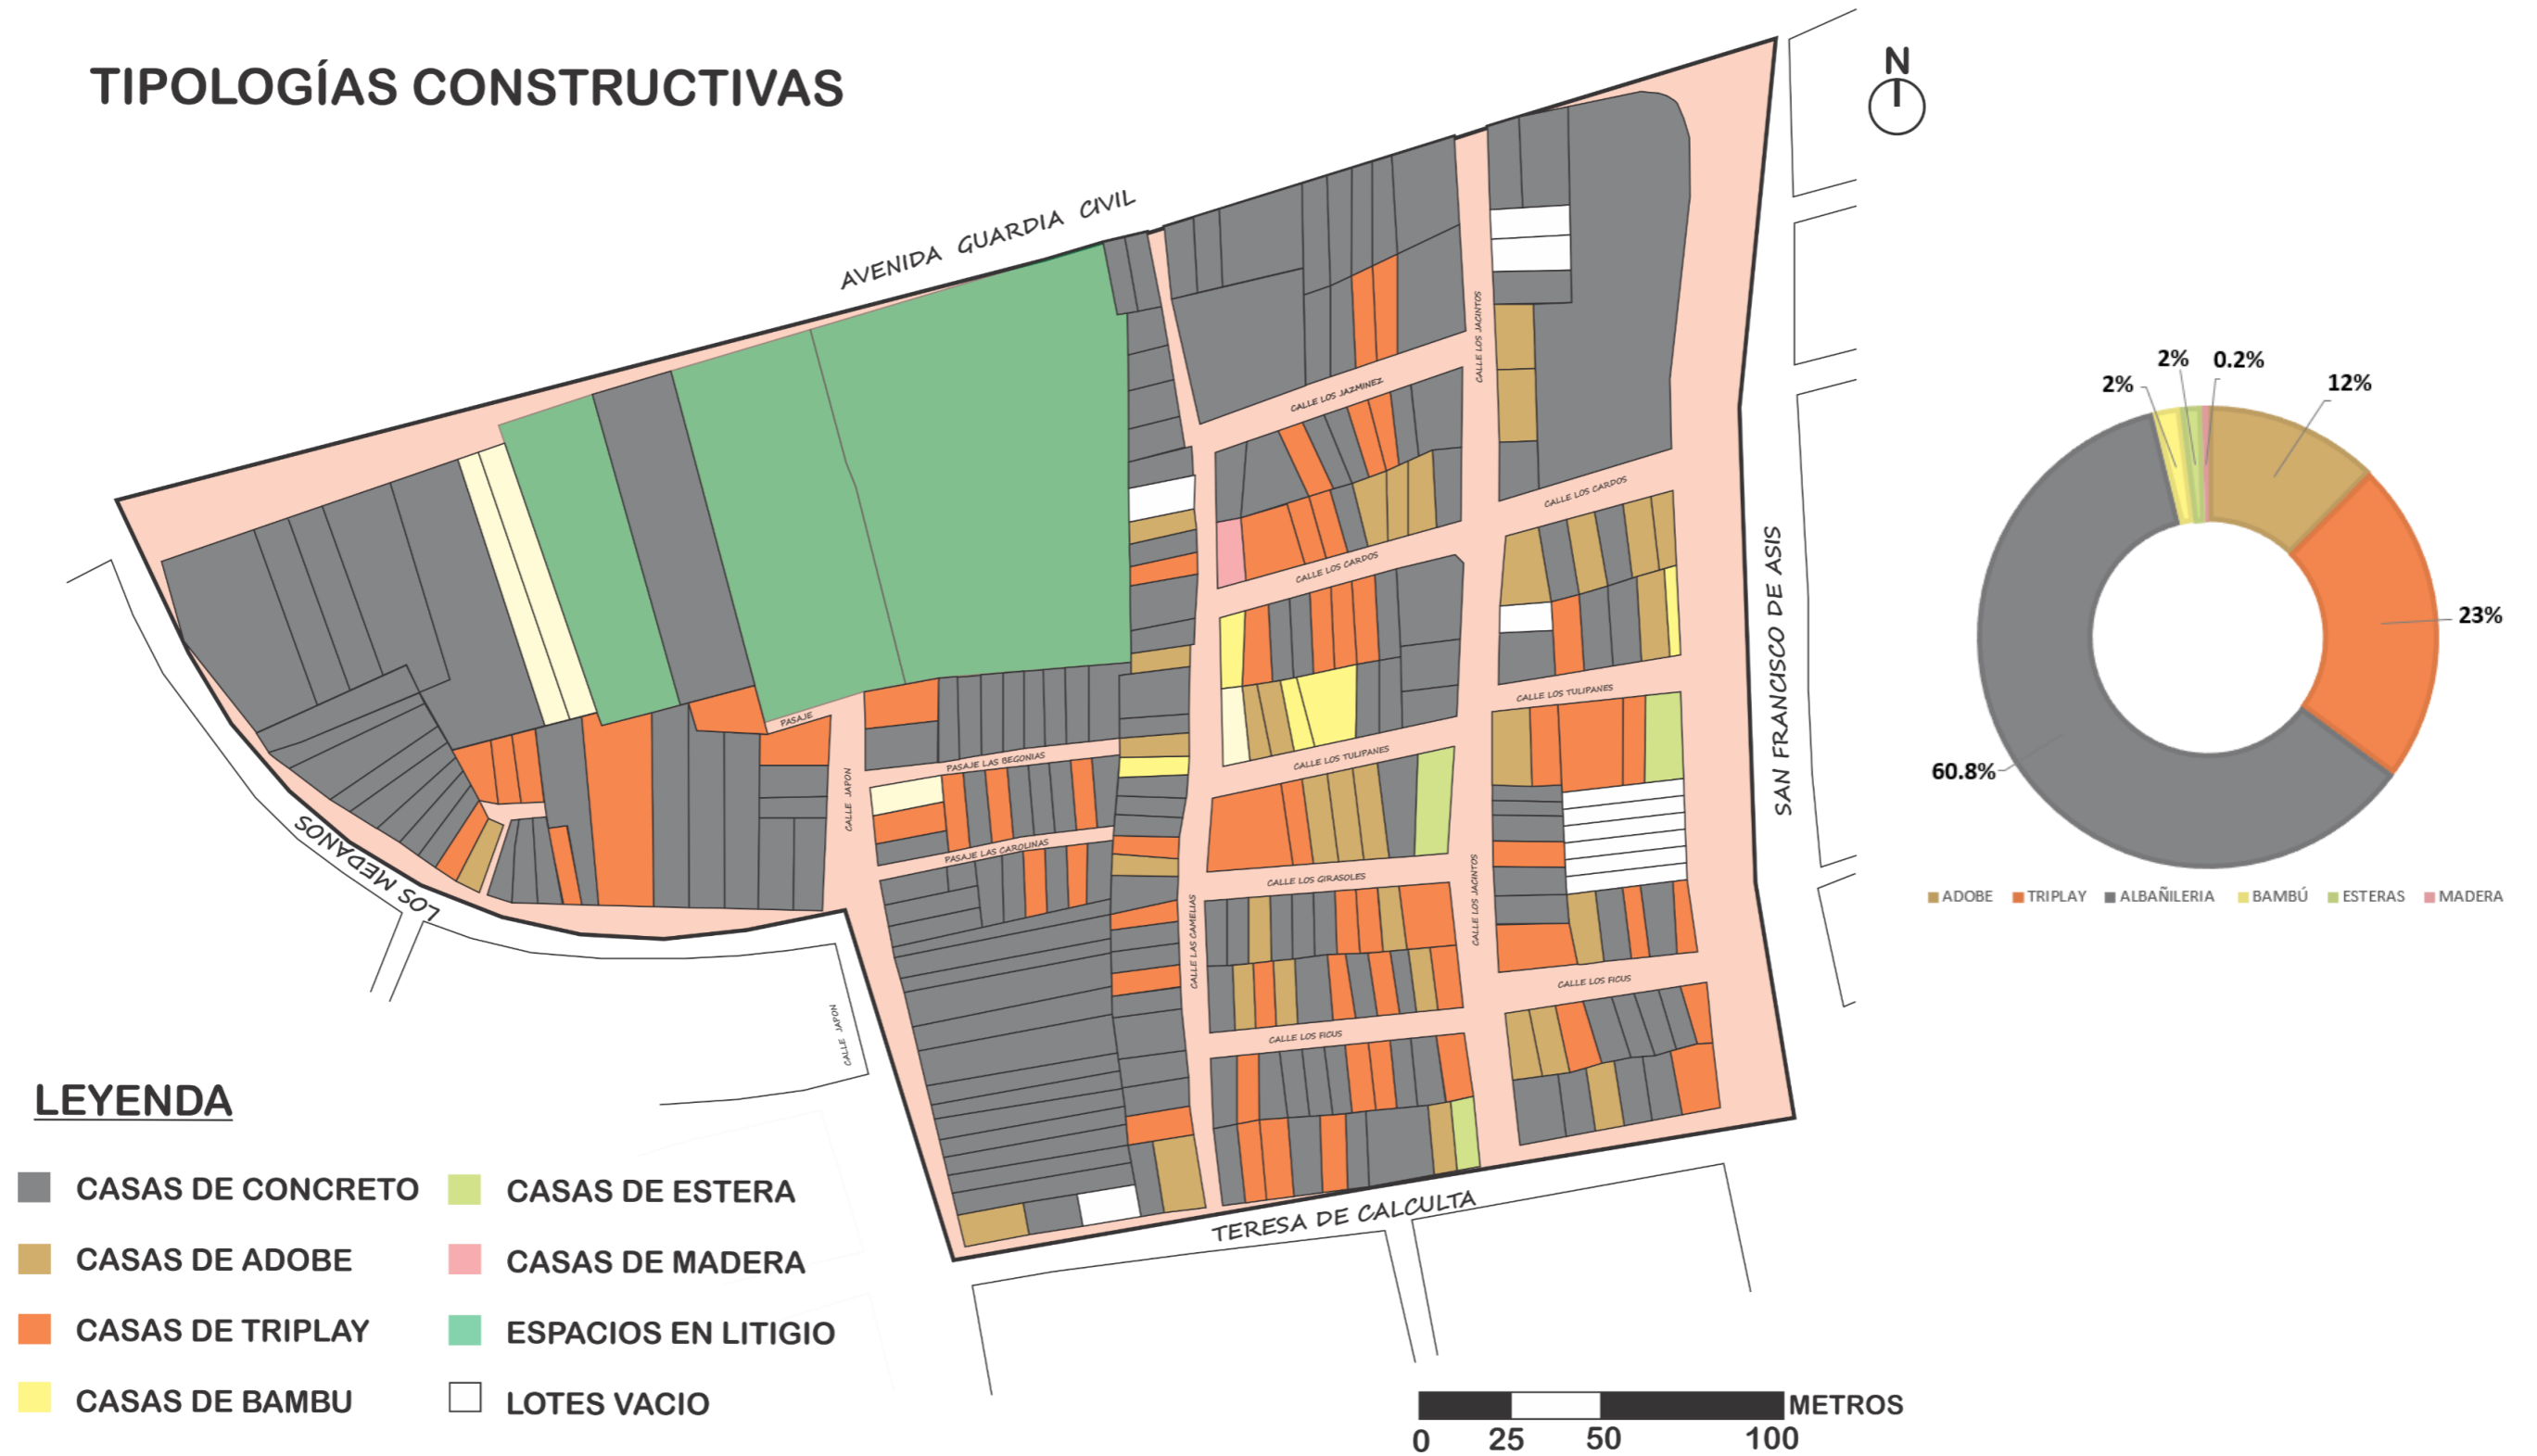 TIPOLOGÍAS CONSTRUCTIVAS
N
AVENIDA GUARDIA CIVIL
CALLE LOS JACINTOS
CALLE LOS JAZMINEZ
CALLE LOS CARDOS
CALLE LOS CARDOS
SAN FRANCISCO DE ASIS
CALLE LOS TULIPANES
PASAJE
PASAJE LAS BEGONIAS
CALLE LOS TULIPANES
CALLE JAPON
LOS MEDANOS
PASAJE LAS CAROLINAS
CALLE LOS GIRASOLES
CALLE LOS JACINTOS
CALLE LAS CAMELIAS
CALLE LOS FICUS
CALLE LOS FICUS
CALLE JAPON
TERESA DE CALCULTA
2%
2%
0.2%
12%
23%
60.8%
ADOBE
TRIPLAY
ALBAÑILERIA
BAMBÚ
ESTERAS
MADERA
LEYENDA
CASAS DE CONCRETO
CASAS DE ADOBE
CASAS DE TRIPLAY
CASAS DE BAMBU
CASAS DE ESTERA
CASAS DE MADERA
ESPACIOS EN LITIGIO
LOTES VACIO
METROS
0 25 50 100